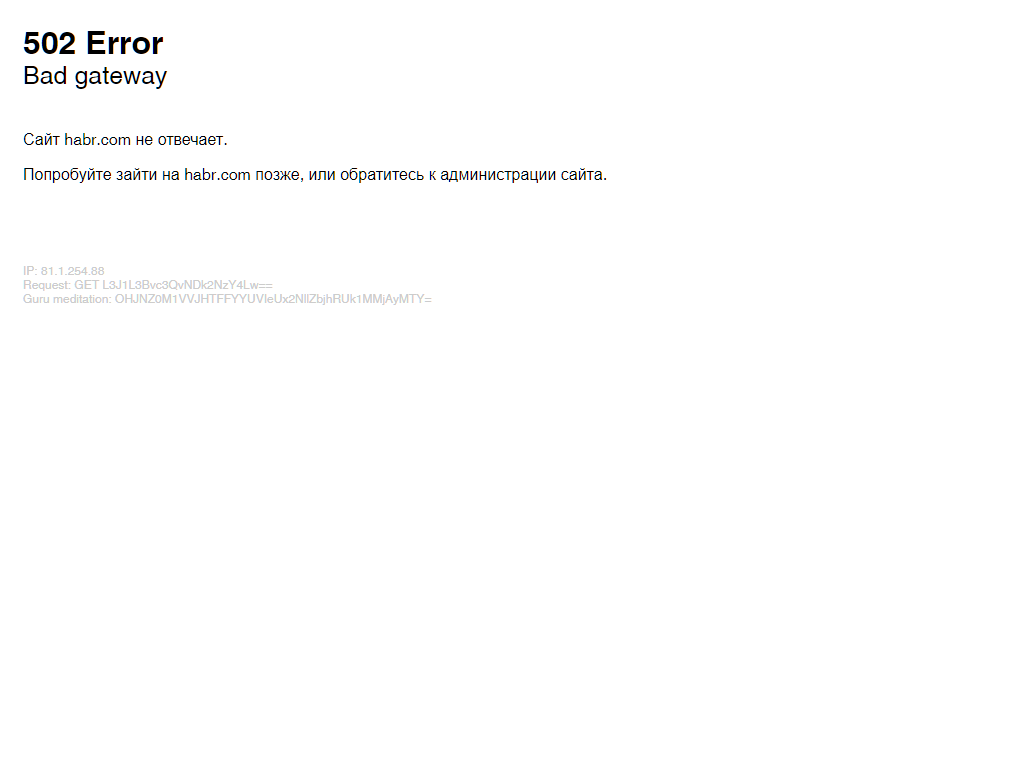 502 Error
Bad gateway
Сайт habr.com не отвечает.
Попробуйте зайти на habr.com позже, или обратитесь к администрации сайта.
IP: 81.1.254.88
Request: GET L3J1L3Bvc3QvNDk2NzY4Lw==
Guru meditation: